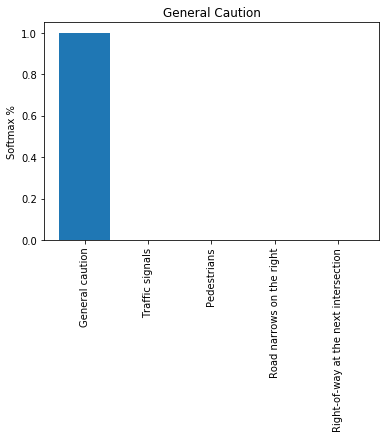 General Caution
Softmax %
1.0
0.8
0.6
0.4
0.2
0.0
General caution
Traffic signals
Pedestrians
Road narrows on the right
Right-of-way at the next intersection